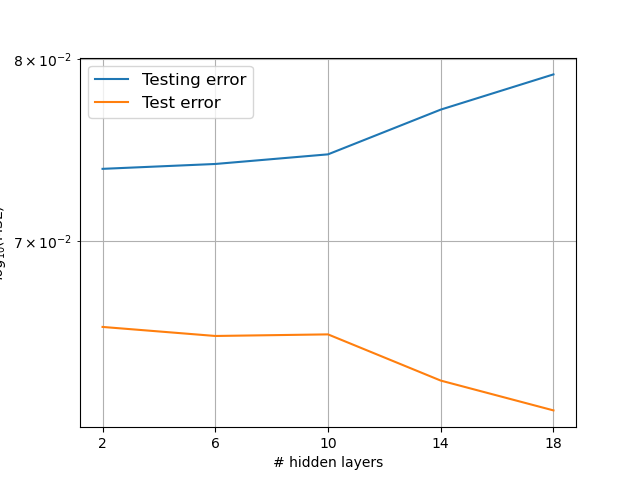 8 × 10⁻²
Testing error
Test error
7 × 10⁻²
2 6 10 14 18
# hidden layers